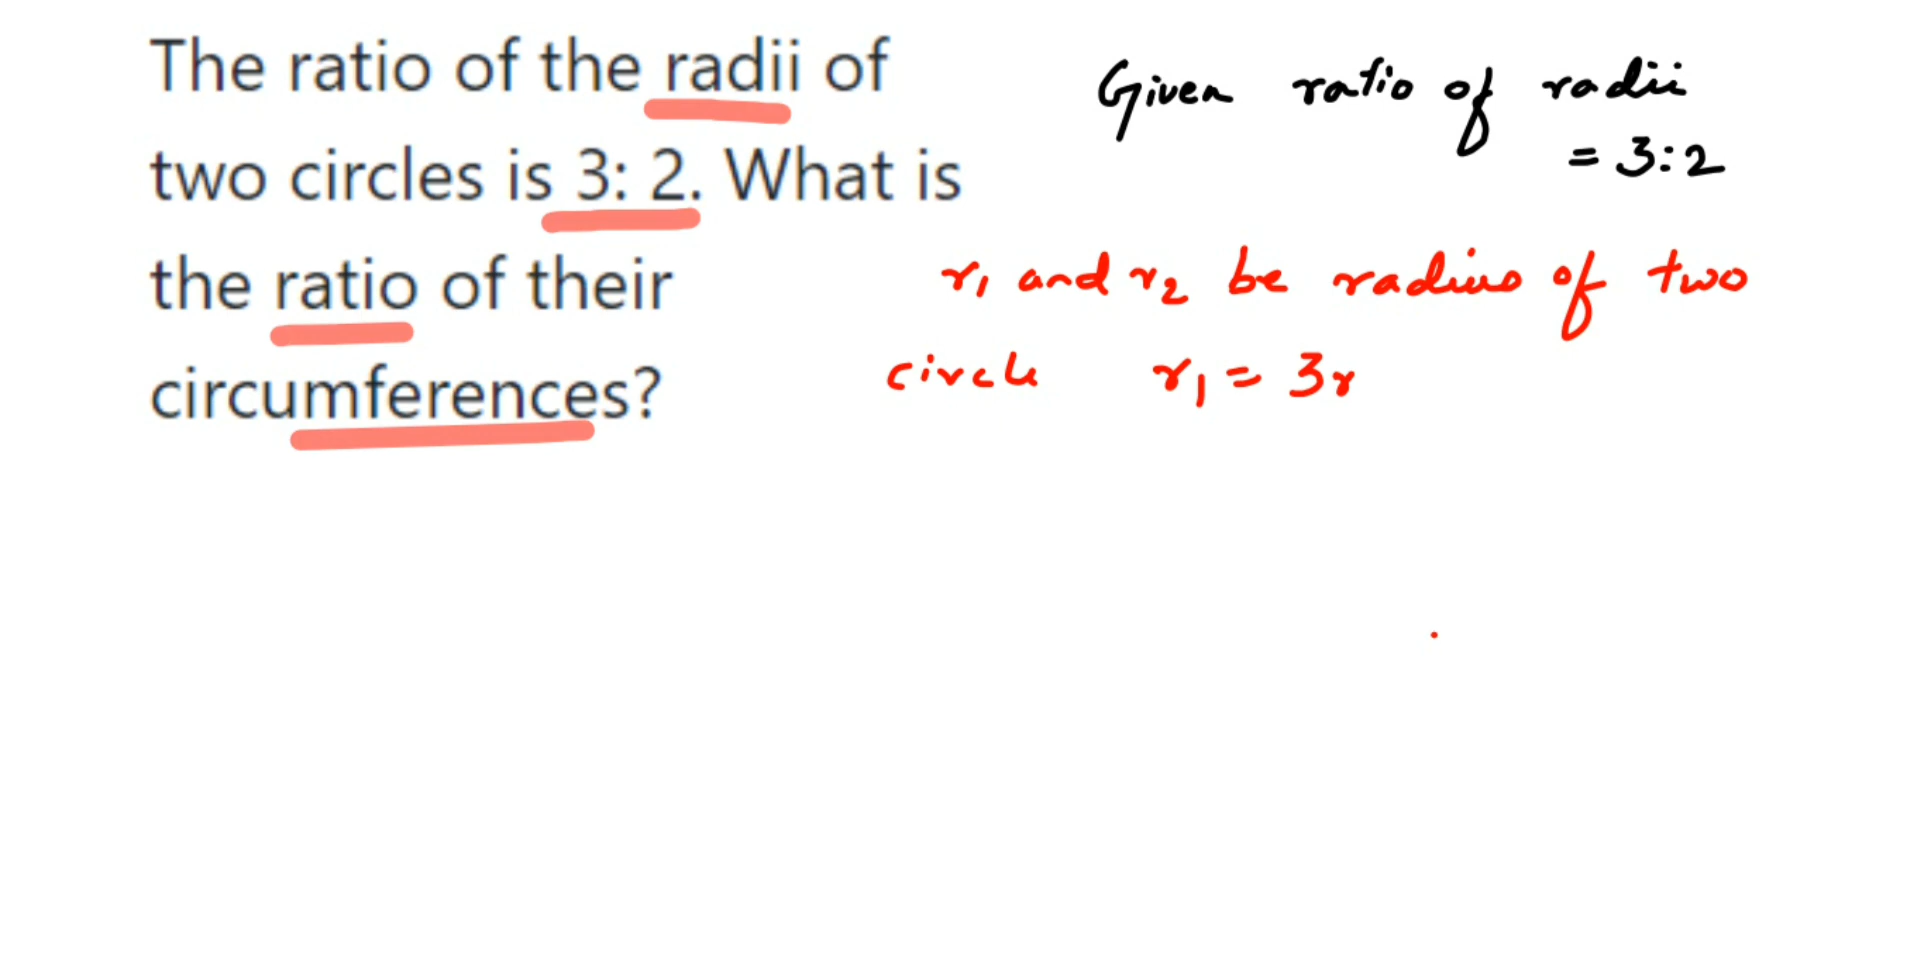 The ratio of the radii of
two circles is 3: 2. What is
the ratio of their
circumferences?
Given ratio of radii
= 3:2
r1 and r2 be radius of two
circle r1 = 3r